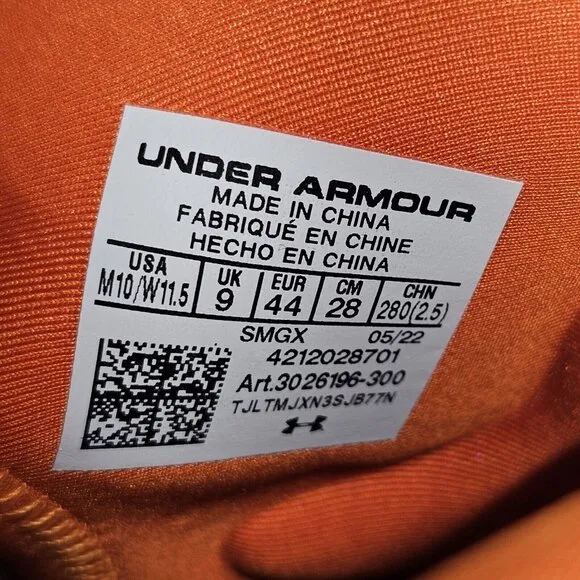 UNDER ARMOUR
MADE IN CHINA
FABRIQUÉ EN CHINE
HECHO EN CHINA
USA UK EUR CM CHN
M10/W11.5 9 44 28 280(2.5)
SMGX 05/22
4212028701
Art.3026196-300
TJLTMJXN3SJB77N